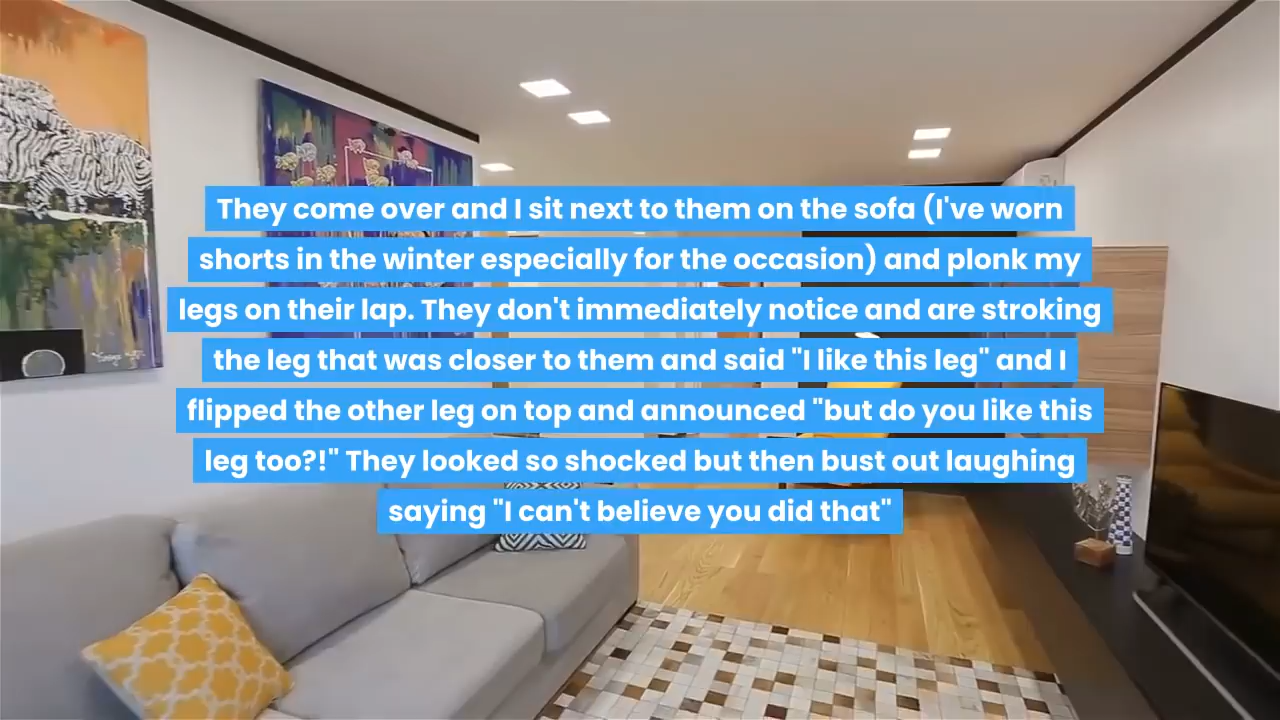 They come over and I sit next to them on the sofa (I've worn
shorts in the winter especially for the occasion) and plonk my
legs on their lap. They don't immediately notice and are stroking
the leg that was closer to them and said "I like this leg" and I
flipped the other leg on top and announced "but do you like this
leg too?!" They looked so shocked but then bust out laughing
saying "I can't believe you did that"